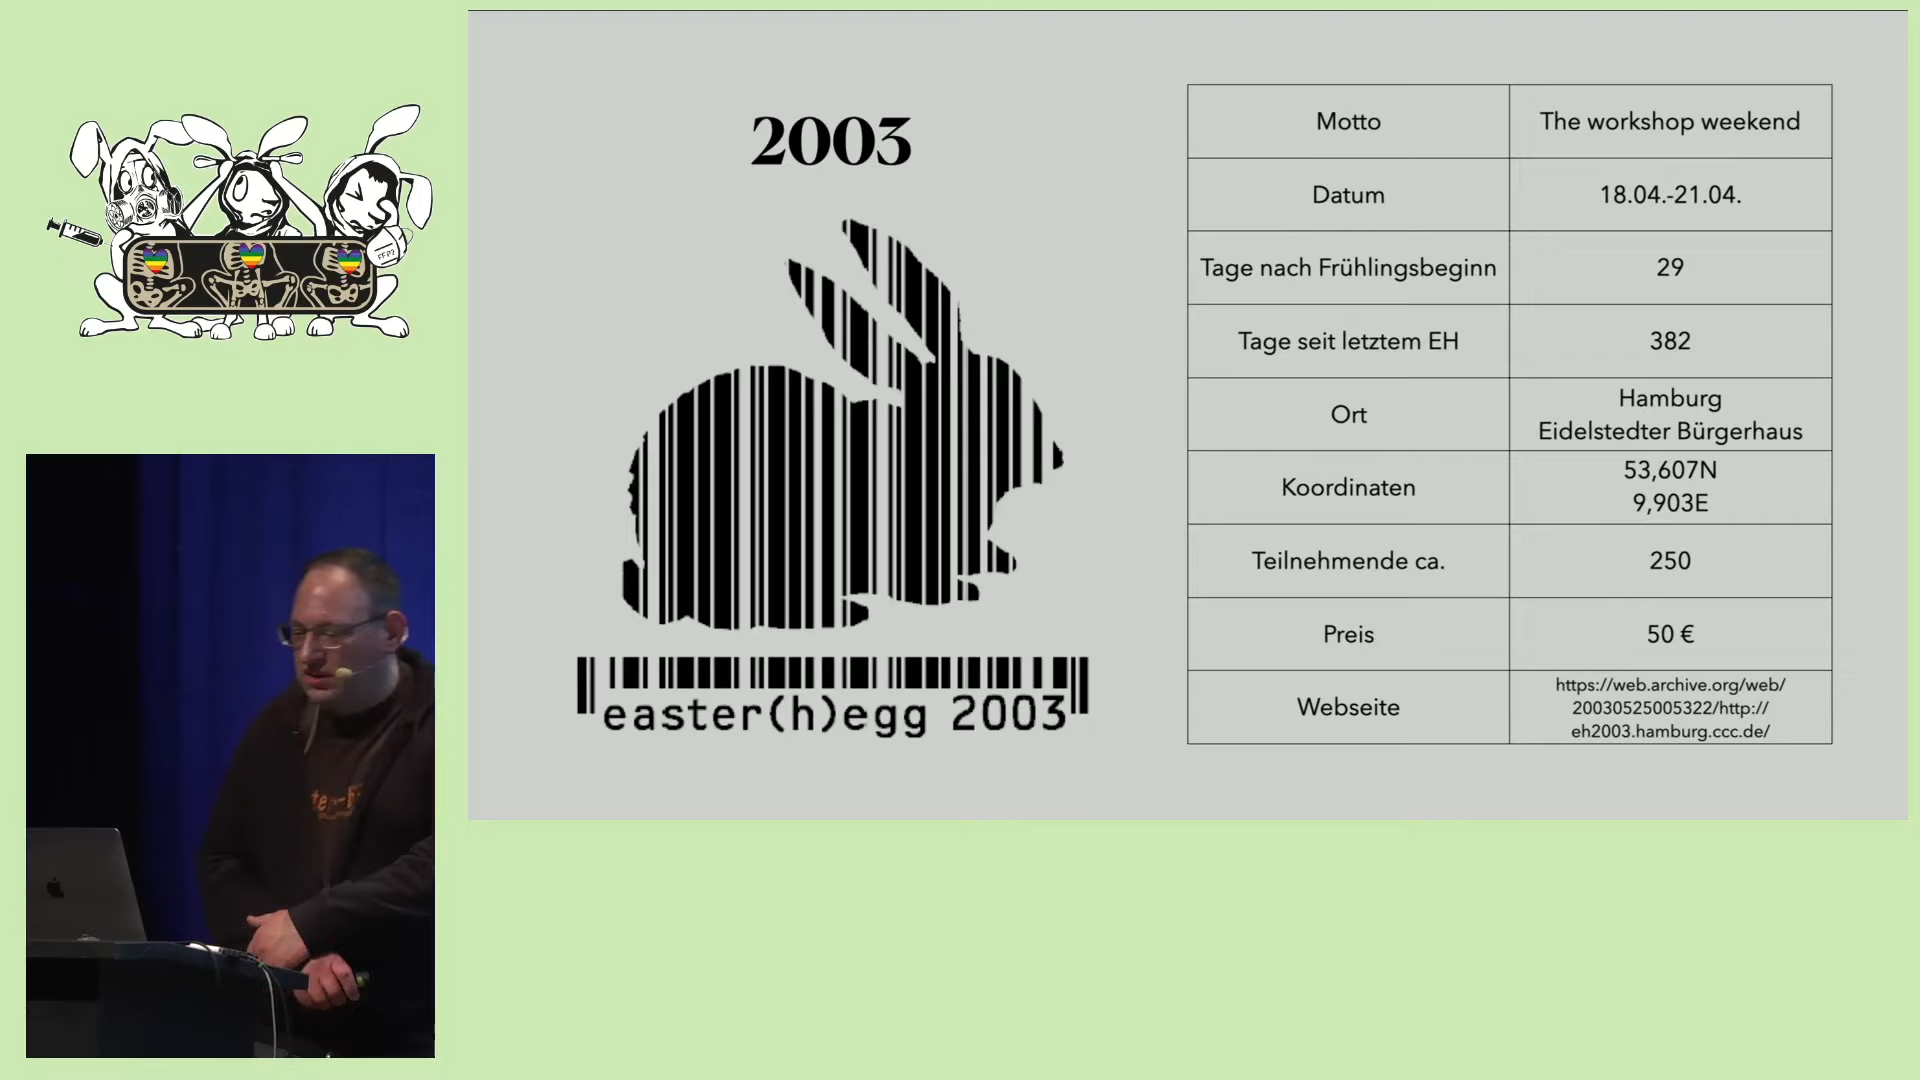 2003
Motto
The workshop weekend
Datum
18.04.-21.04.
Tage nach Frühlingsbeginn
29
Tage seit letztem EH
382
Ort
Hamburg
Eidelstedter Bürgerhaus
Koordinaten
53,607N
9,903E
Teilnehmende ca.
250
Preis
50 €
Webseite
https://web.archive.org/web/
20030525005322/http://
eh2003.hamburg.ccc.de/
easter(h)egg 2003
FFP2